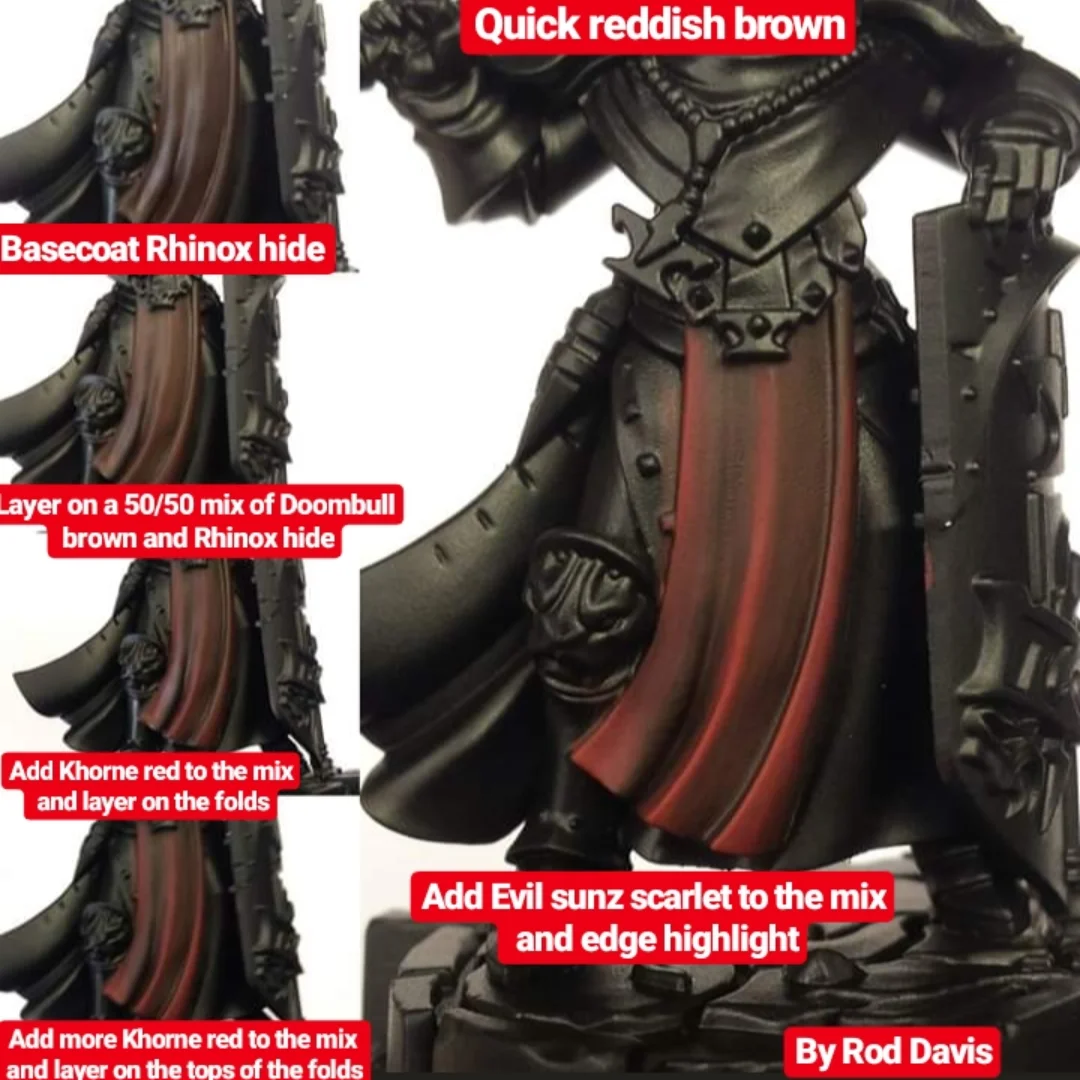 Quick reddish brown
Basecoat Rhinox hide
Layer on a 50/50 mix of Doombull
brown and Rhinox hide
Add Khorne red to the mix
and layer on the folds
Add more Khorne red to the mix
and layer on the tops of the folds
Add Evil sunz scarlet to the mix
and edge highlight
By Rod Davis